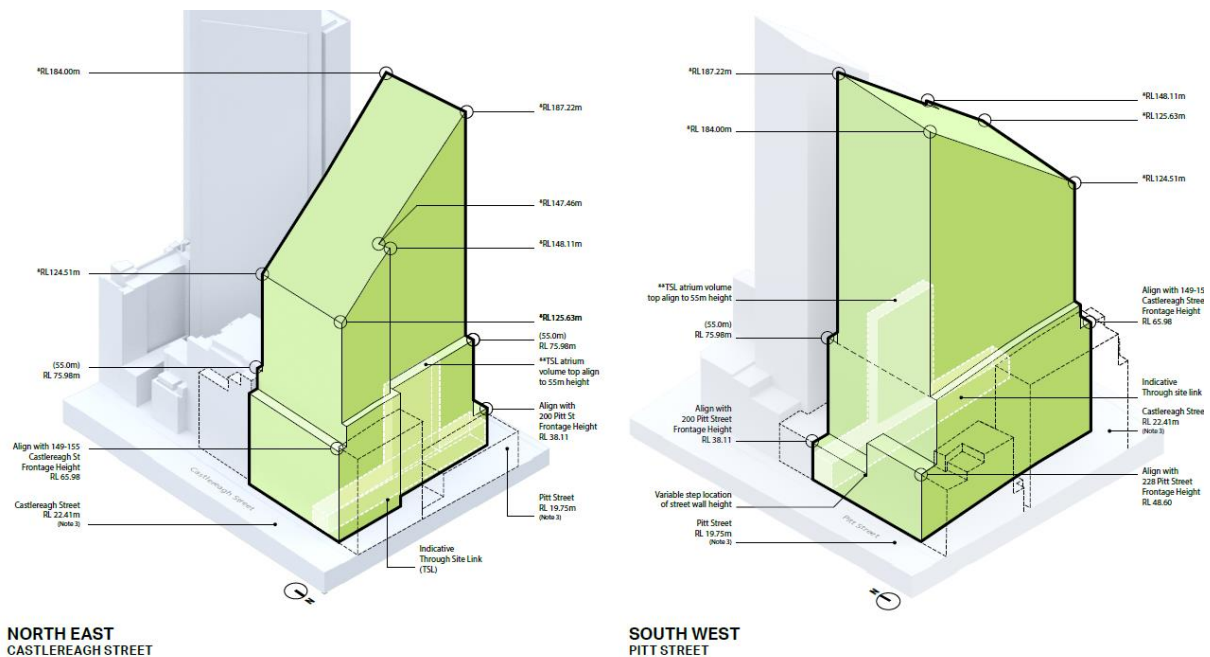 *RL184.00m
*RL187.22m
*RL147.46m
*RL148.11m
*RL124.51m
*RL125.63m
(55.0m)
RL 75.98m
**TSL atrium
volume top align
to 55m height
(55.0m)
RL 75.98m
Align with
200 Pitt St
Frontage Height
RL 38.11
Align with 149-155
Castlereagh St
Frontage Height
RL 65.98
Castlereagh Street
Castlereagh Street
RL 22.41m
(Note 3)
Pitt Street
RL 19.75m
(Note 3)
Indicative
Through Site Link
(TSL)
N
NORTH EAST
CASTLEREAGH STREET
*RL187.22m
*RL148.11m
*RL125.63m
*RL 184.00m
*RL124.51m
**TSL atrium volume
top align to 55m height
(55.0m)
RL 75.98m
Align with 149-15
Castlereagh Stree
Frontage Height
RL 65.98
Indicative
Through site link
Castlereagh Stree
RL 22.41m
(Note 3)
Align with
200 Pitt Street
Frontage Height
RL 38.11
Align with
228 Pitt Street
Frontage Height
RL 48.60
Variable step location
of street wall height
Pitt Street
RL 19.75m
(Note 3)
Pitt Street
N
SOUTH WEST
PITT STREET